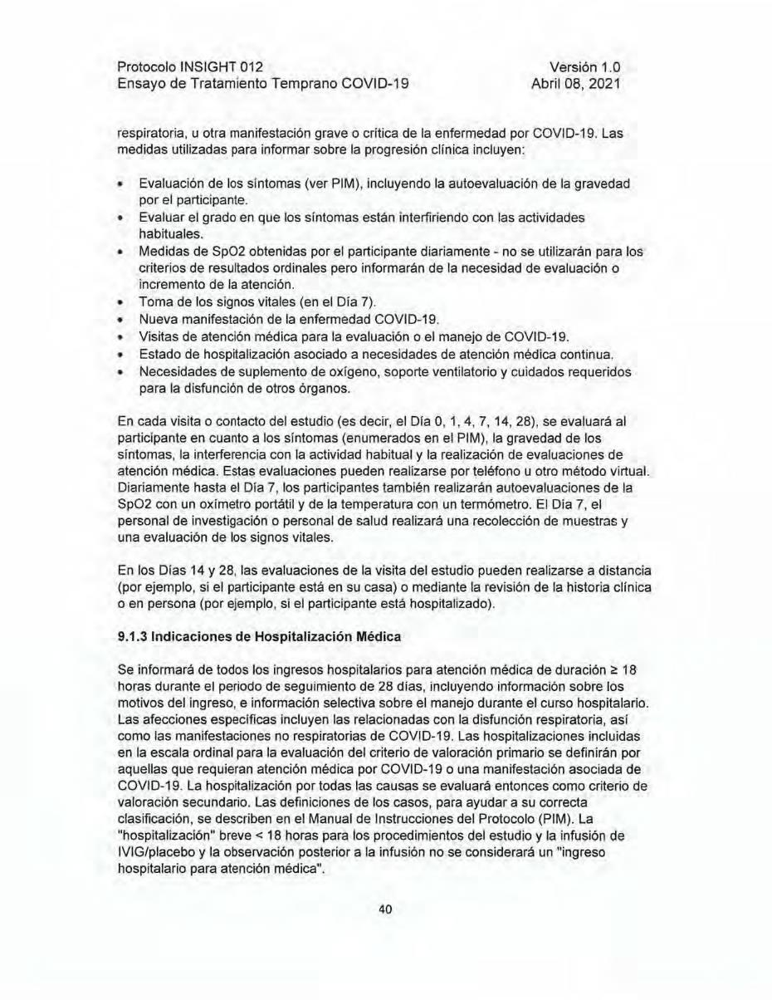 Protocolo INSIGHT 012
Versión 1.0
Ensayo de Tratamiento Temprano COVID-19
Abril 08, 2021
respiratoria, u otra manifestación grave o crítica de la enfermedad por COVID-19. Las
medidas utilizadas para informar sobre la progresión clínica incluyen:
• Evaluación de los síntomas (ver PIM), incluyendo la autoevaluación de la gravedad
por el participante.
• Evaluar el grado en que los síntomas están interfiriendo con las actividades
habituales.
• Medidas de SpO2 obtenidas por el participante diariamente - no se utilizarán para los
criterios de resultados ordinales pero informarán de la necesidad de evaluación o
incremento de la atención.
• Toma de los signos vitales (en el Día 7).
• Nueva manifestación de la enfermedad COVID-19.
• Visitas de atención médica para la evaluación o el manejo de COVID-19.
• Estado de hospitalización asociado a necesidades de atención médica continua.
• Necesidades de suplemento de oxígeno, soporte ventilatorio y cuidados requeridos
para la disfunción de otros órganos.
En cada visita o contacto del estudio (es decir, el Día 0, 1, 4, 7, 14, 28), se evaluará al
participante en cuanto a los síntomas (enumerados en el PIM), la gravedad de los
síntomas, la interferencia con la actividad habitual y la realización de evaluaciones de
atención médica. Estas evaluaciones pueden realizarse por teléfono u otro método virtual.
Diariamente hasta el Día 7, los participantes también realizarán autoevaluaciones de la
SpO2 con un oxímetro portátil y de la temperatura con un termómetro. El Día 7, el
personal de investigación o personal de salud realizará una recolección de muestras y
una evaluación de los signos vitales.
En los Días 14 y 28, las evaluaciones de la visita del estudio pueden realizarse a distancia
(por ejemplo, si el participante está en su casa) o mediante la revisión de la historia clínica
o en persona (por ejemplo, si el participante está hospitalizado).
9.1.3 Indicaciones de Hospitalización Médica
Se informará de todos los ingresos hospitalarios para atención médica de duración ≥ 18
horas durante el periodo de seguimiento de 28 días, incluyendo información sobre los
motivos del ingreso, e información selectiva sobre el manejo durante el curso hospitalario.
Las afecciones específicas incluyen las relacionadas con la disfunción respiratoria, así
como las manifestaciones no respiratorias de COVID-19. Las hospitalizaciones incluidas
en la escala ordinal para la evaluación del criterio de valoración primario se definirán por
aquellas que requieran atención médica por COVID-19 o una manifestación asociada de
COVID-19. La hospitalización por todas las causas se evaluará entonces como criterio de
valoración secundario. Las definiciones de los casos, para ayudar a su correcta
clasificación, se describen en el Manual de Instrucciones del Protocolo (PIM). La
"hospitalización" breve < 18 horas para los procedimientos del estudio y la infusión de
IVIG/placebo y la observación posterior a la infusión no se considerará un "ingreso
hospitalario para atención médica".
40